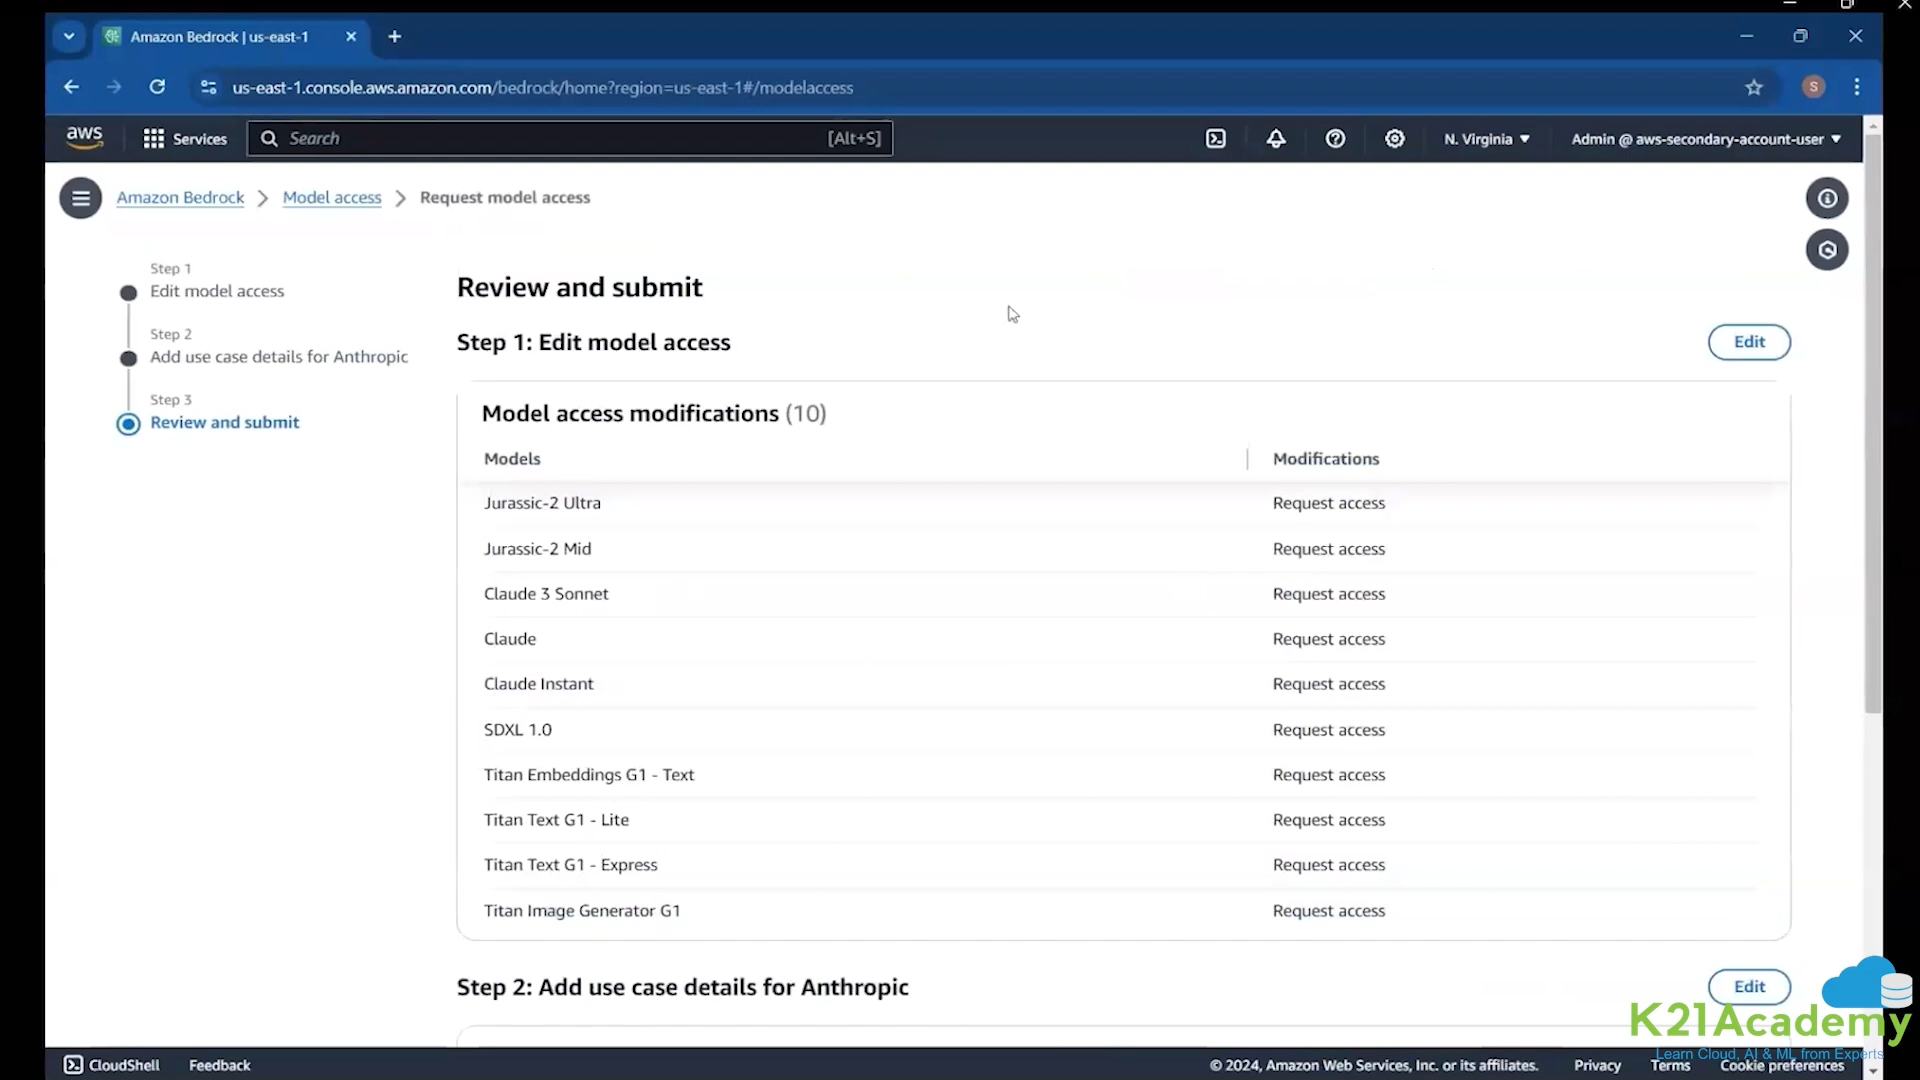 Amazon Bedrock | us-east-1
us-east-1.console.aws.amazon.com/bedrock/home?region=us-east-1#/modelaccess
S
aws
Services
Search
[Alt+S]
N. Virginia
Admin @ aws-secondary-account-user
Amazon Bedrock
Model access
Request model access
Step 1
Edit model access
Step 2
Add use case details for Anthropic
Step 3
Review and submit
Review and submit
Step 1: Edit model access
Edit
Model access modifications (10)
Models
Modifications
Jurassic-2 Ultra
Request access
Jurassic-2 Mid
Request access
Claude 3 Sonnet
Request access
Claude
Request access
Claude Instant
Request access
SDXL 1.0
Request access
Titan Embeddings G1 - Text
Request access
Titan Text G1 - Lite
Request access
Titan Text G1 - Express
Request access
Titan Image Generator G1
Request access
Step 2: Add use case details for Anthropic
Edit
K21Academy
Learn Cloud, AI & ML from Experts
CloudShell
Feedback
© 2024, Amazon Web Services, Inc. or its affiliates.
Privacy
Terms
Cookie preferences